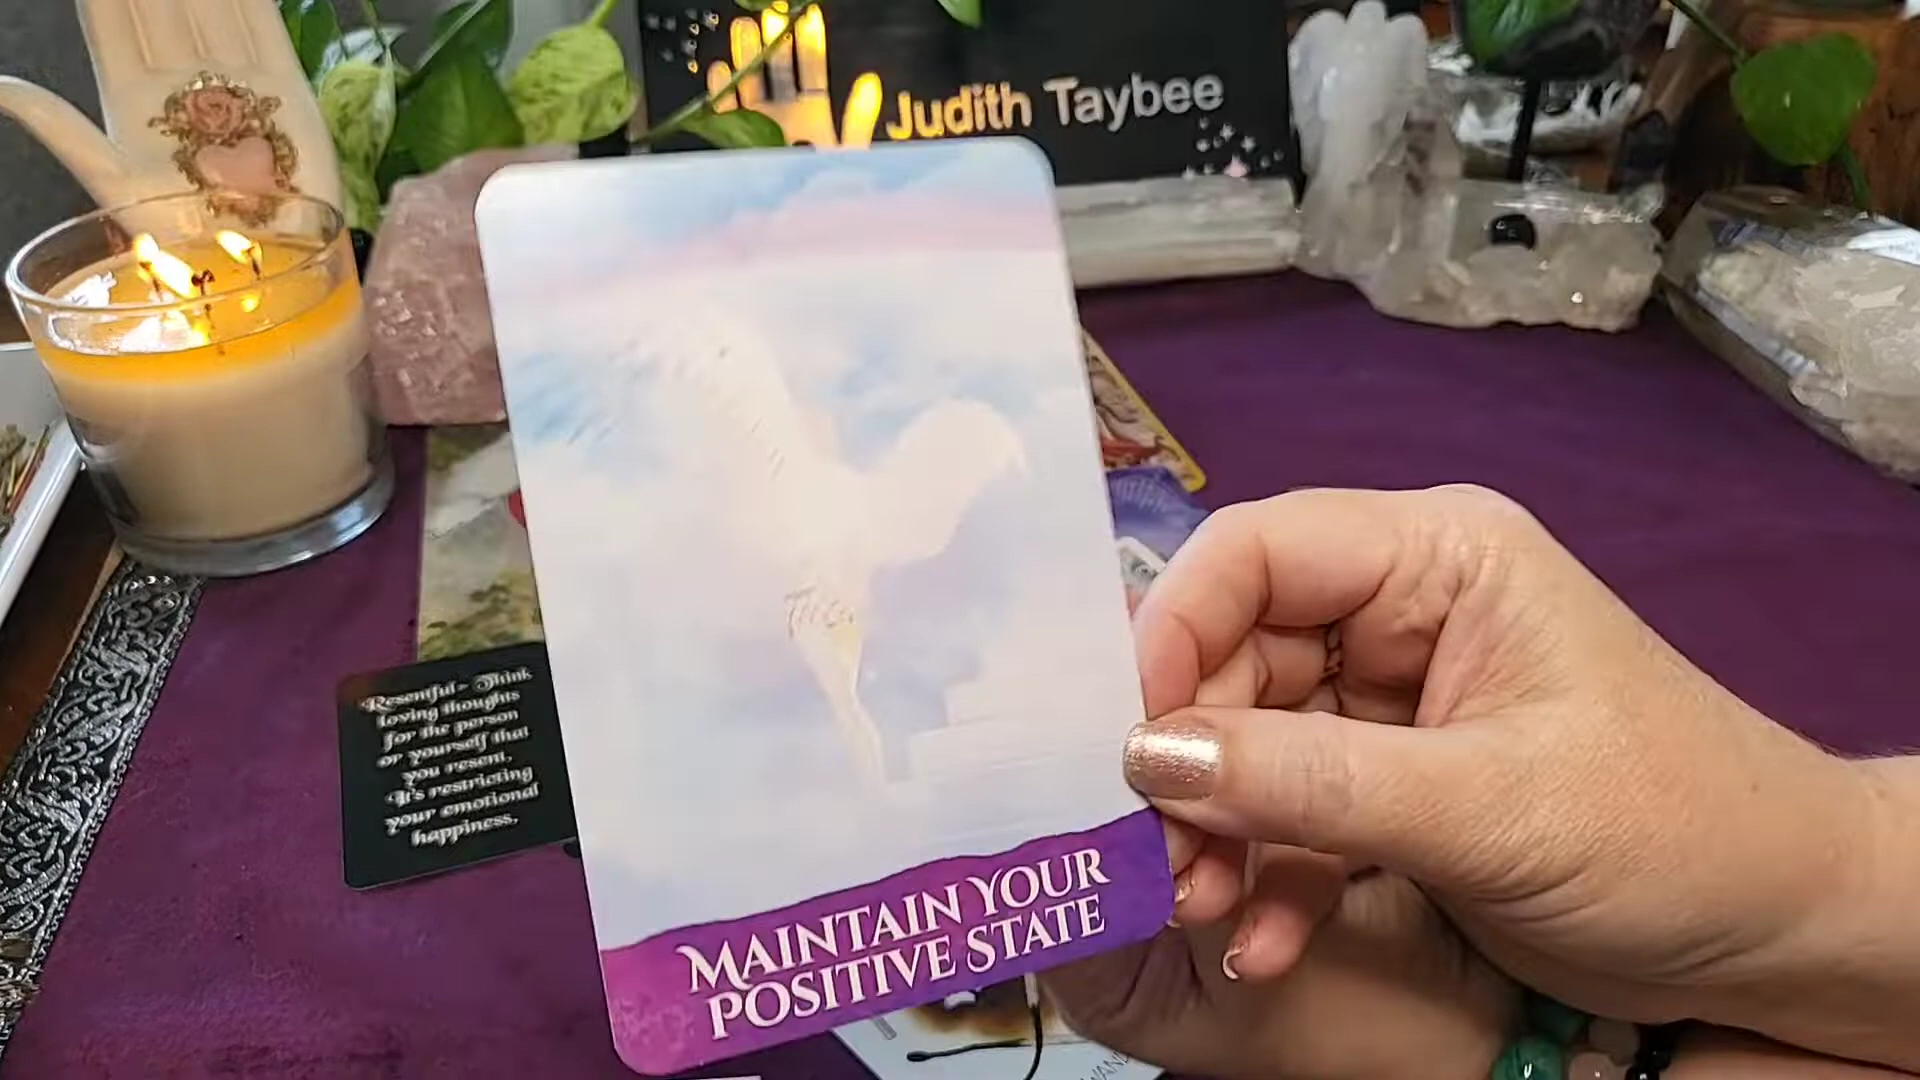 Judith Taybee
Resentful - Think
loving thoughts
for the person
or yourself that
you resent,
It's restricting
your emotional
happiness.
MAINTAIN YOUR
POSITIVE STATE